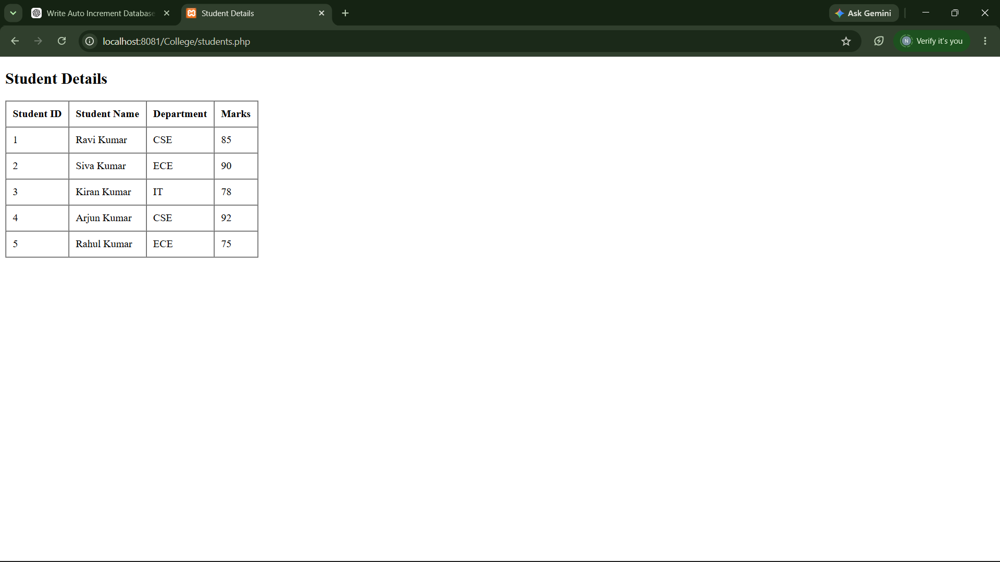 Write Auto Increment Database
Student Details
Ask Gemini
localhost:8081/College/students.php
N
Verify it's you
Student Details
Student ID Student Name Department Marks
1 Ravi Kumar CSE 85
2 Siva Kumar ECE 90
3 Kiran Kumar IT 78
4 Arjun Kumar CSE 92
5 Rahul Kumar ECE 75